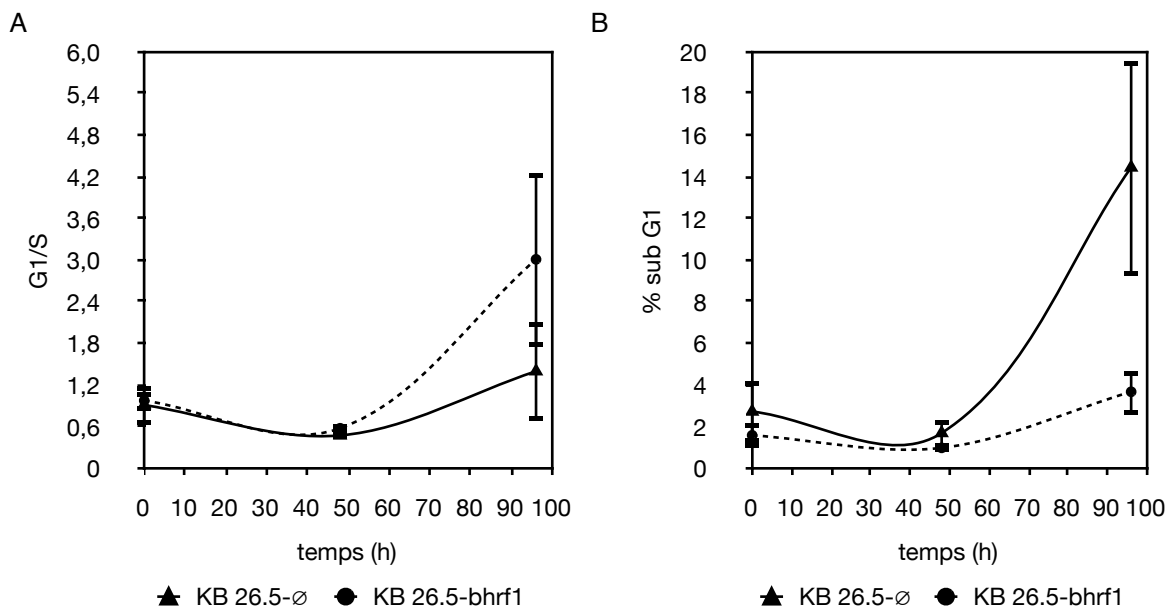 A
6,0
5,4
4,8
4,2
3,6
3,0
2,4
1,8
1,2
0,6
0
G1/S
0 10 20 30 40 50 60 70 80 90 100
temps (h)
▲ KB 26.5-∅ ● KB 26.5-bhrf1
B
20
18
16
14
12
10
8
6
4
2
0
% sub G1
0 10 20 30 40 50 60 70 80 90 100
temps (h)
▲ KB 26.5-∅ ● KB 26.5-bhrf1